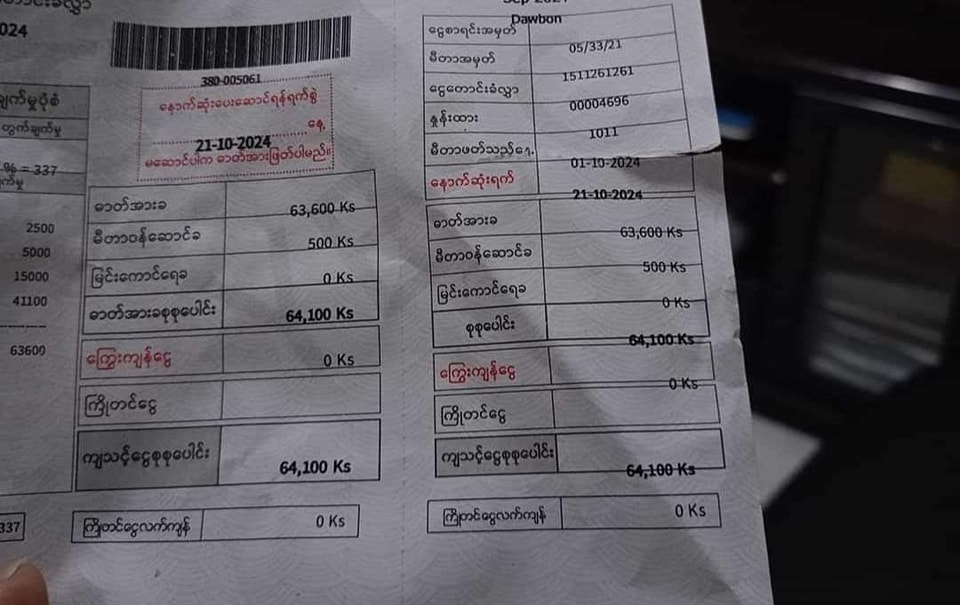 024
380-005061
နောက်ဆုံးပေးဆောင်ရန်ရက်စွဲ
21-10-2024 နေ့
မဆောင်ပါက ဓာတ်အားဖြတ်ပါမည်။
တွက်ချက်မှု
% = 337
2500
5000
15000
41100
63600
337
ဓာတ်အားခ 63,600 Ks
မီတာဝန်ဆောင်ခ 500 Ks
မြင်းကောင်ရေခ 0 Ks
ဓာတ်အားခစုစုပေါင်း 64,100 Ks
ကြွေးကျန်ငွေ 0 Ks
ကြိုတင်ငွေ
ကျသင့်ငွေစုစုပေါင်း 64,100 Ks
ကြိုတင်ငွေလက်ကျန် 0 Ks
Sep 2024
Dawbon
ငွေစာရင်းအမှတ် 05/33/21
မီတာအမှတ် 1511261261
ငွေတောင်းခံလွှာ 00004696
နှုန်းထား 1011
မီတာဖတ်သည့်နေ့ 01-10-2024
နောက်ဆုံးရက် 21-10-2024
ဓာတ်အားခ 63,600 Ks
မီတာဝန်ဆောင်ခ 500 Ks
မြင်းကောင်ရေခ 0 Ks
စုစုပေါင်း 64,100 Ks
ကြွေးကျန်ငွေ 0 Ks
ကြိုတင်ငွေ
ကျသင့်ငွေစုစုပေါင်း 64,100 Ks
ကြိုတင်ငွေလက်ကျန် 0 Ks